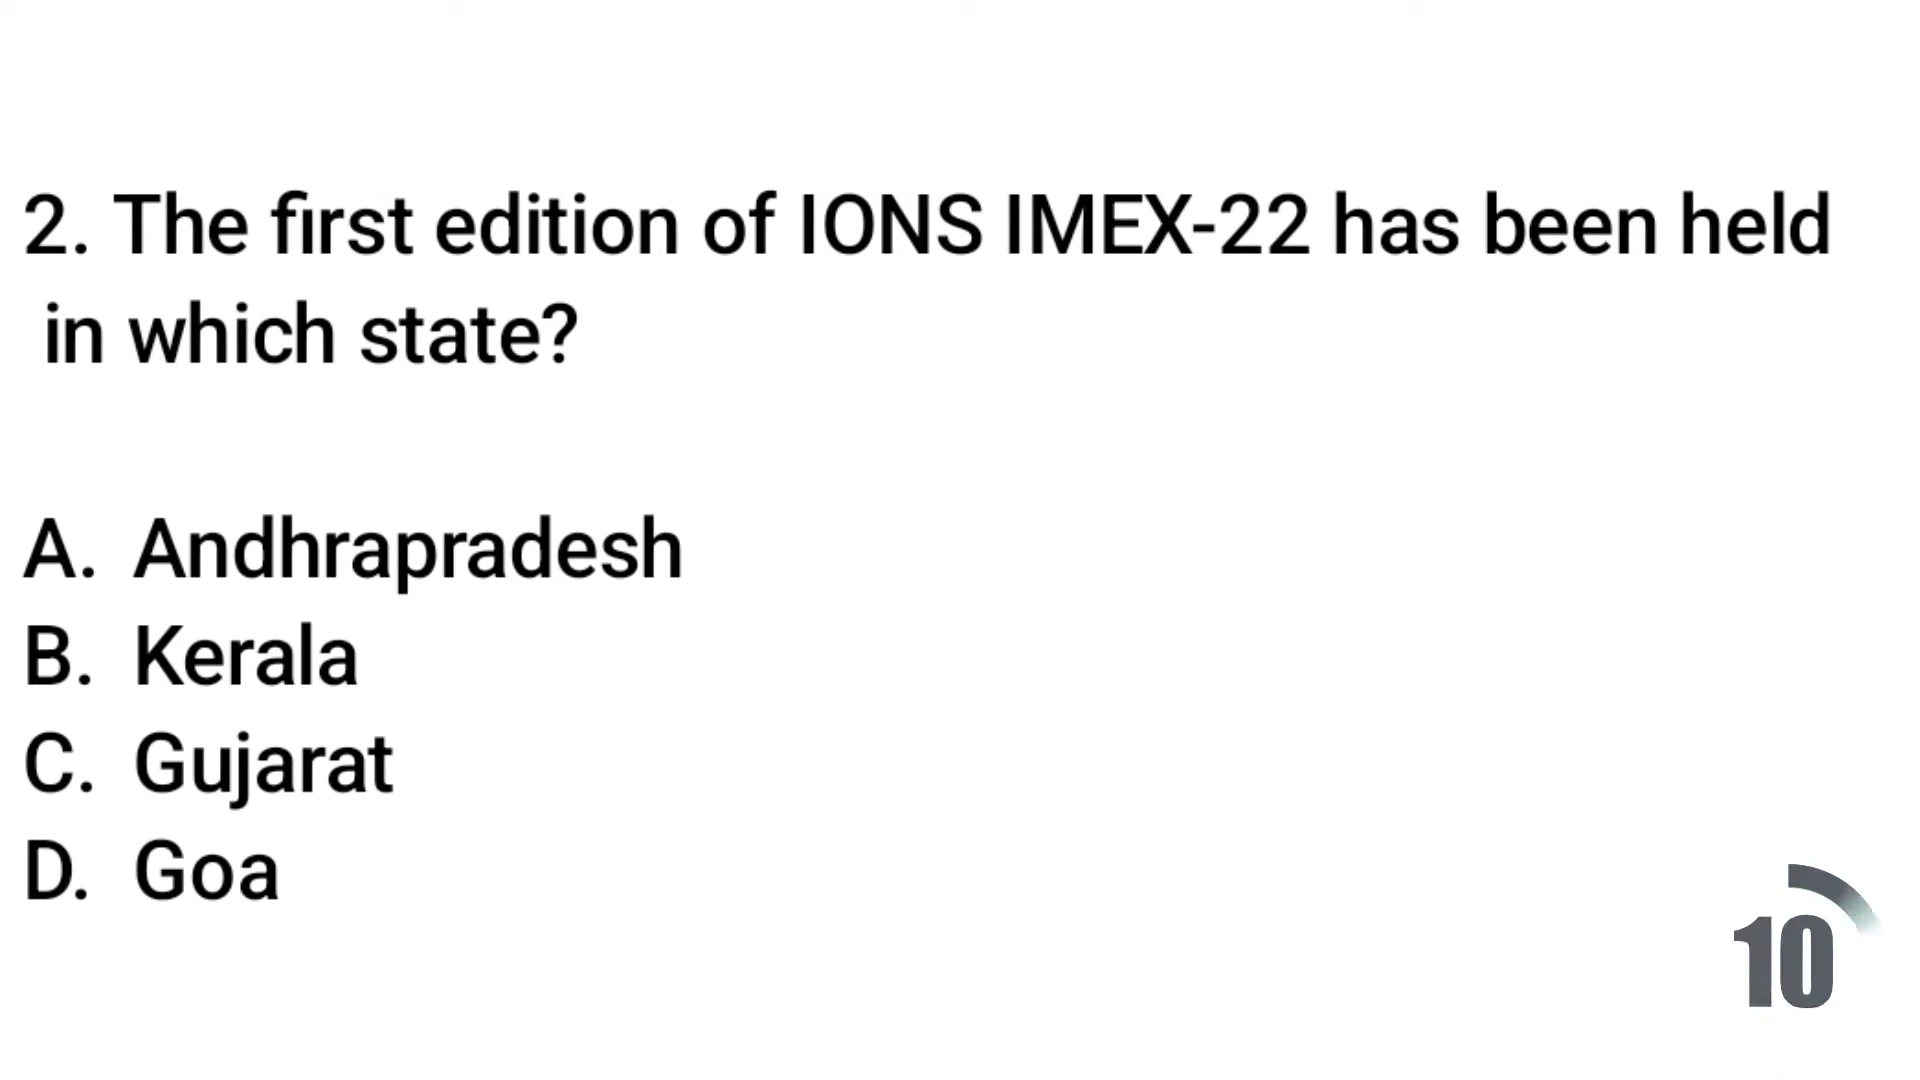 2. The first edition of IONS IMEX-22 has been held
in which state?
A. Andhrapradesh
B. Kerala
C. Gujarat
D. Goa
10